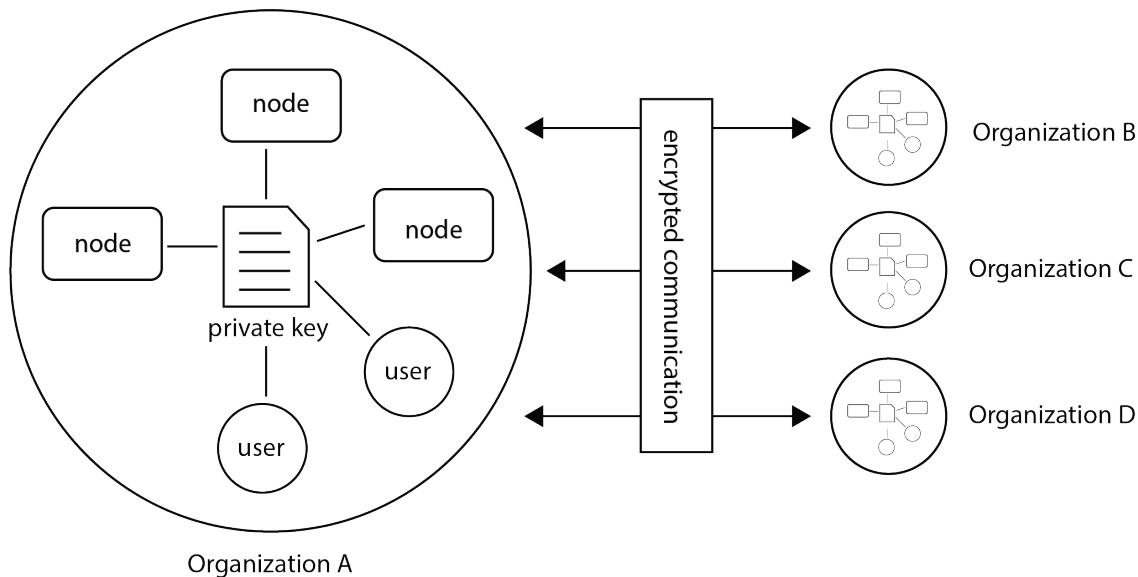 node
node
node
private key
user
user
Organization A
encrypted communication
Organization B
Organization C
Organization D